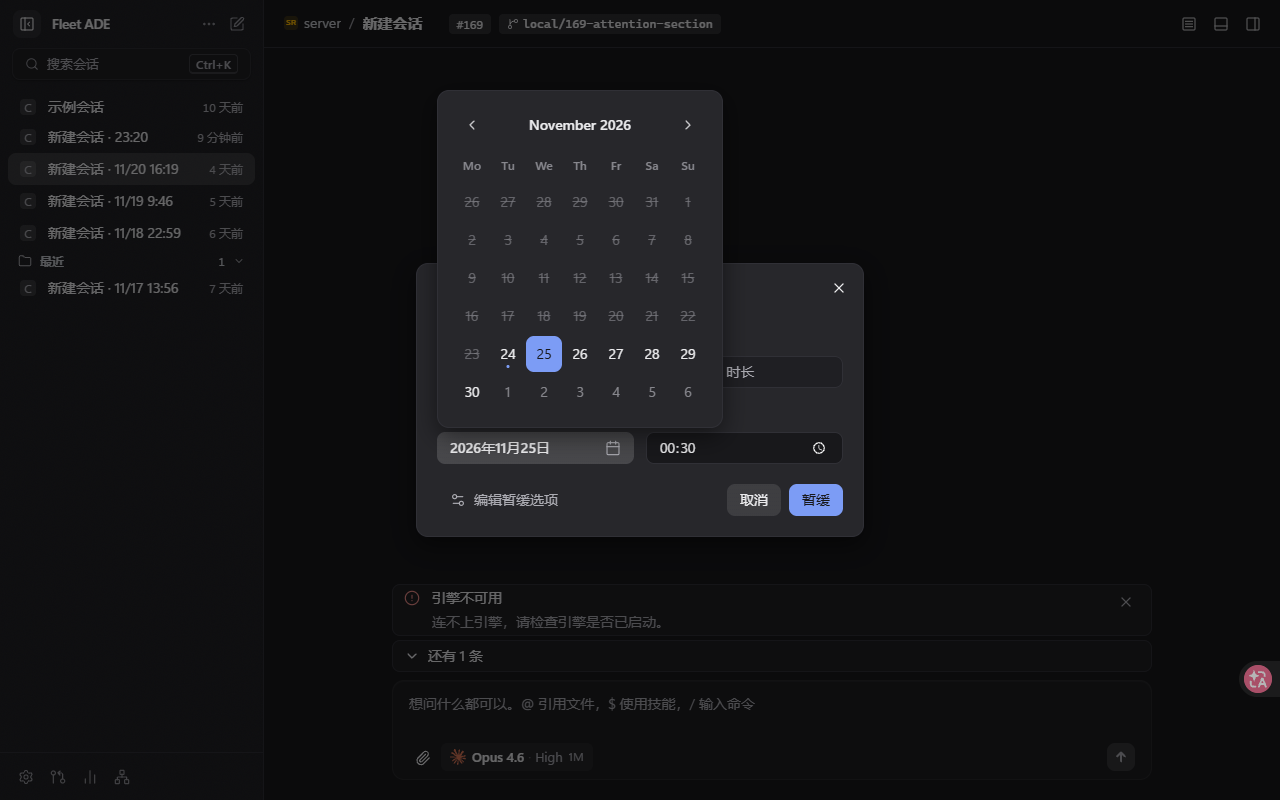 Fleet ADE
搜索会话 Ctrl+K
示例会话 10 天前
新建会话 · 23:20 9 分钟前
新建会话 · 11/20 16:19 4 天前
新建会话 · 11/19 9:46 5 天前
新建会话 · 11/18 22:59 6 天前
最近 1
新建会话 · 11/17 13:56 7 天前
SR server / 新建会话 #169 local/169-attention-section
November 2026
Mo Tu We Th Fr Sa Su
26 27 28 29 30 31 1
2 3 4 5 6 7 8
9 10 11 12 13 14 15
16 17 18 19 20 21 22
23 24 25 26 27 28 29
30 1 2 3 4 5 6
时长
2026年11月25日 00:30
编辑暂缓选项 取消 暂缓
引擎不可用
连不上引擎，请检查引擎是否已启动。
还有 1 条
想问什么都可以。@ 引用文件，$ 使用技能，/ 输入命令
Opus 4.6 · High 1M